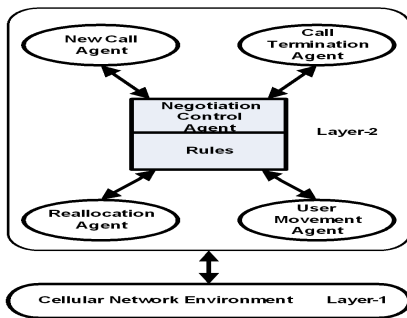 New Call
Agent
Call
Termination
Agent
Negotiation
Control
Agent
Rules
Layer-2
Reallocation
Agent
User
Movement
Agent
Cellular Network Environment Layer-1